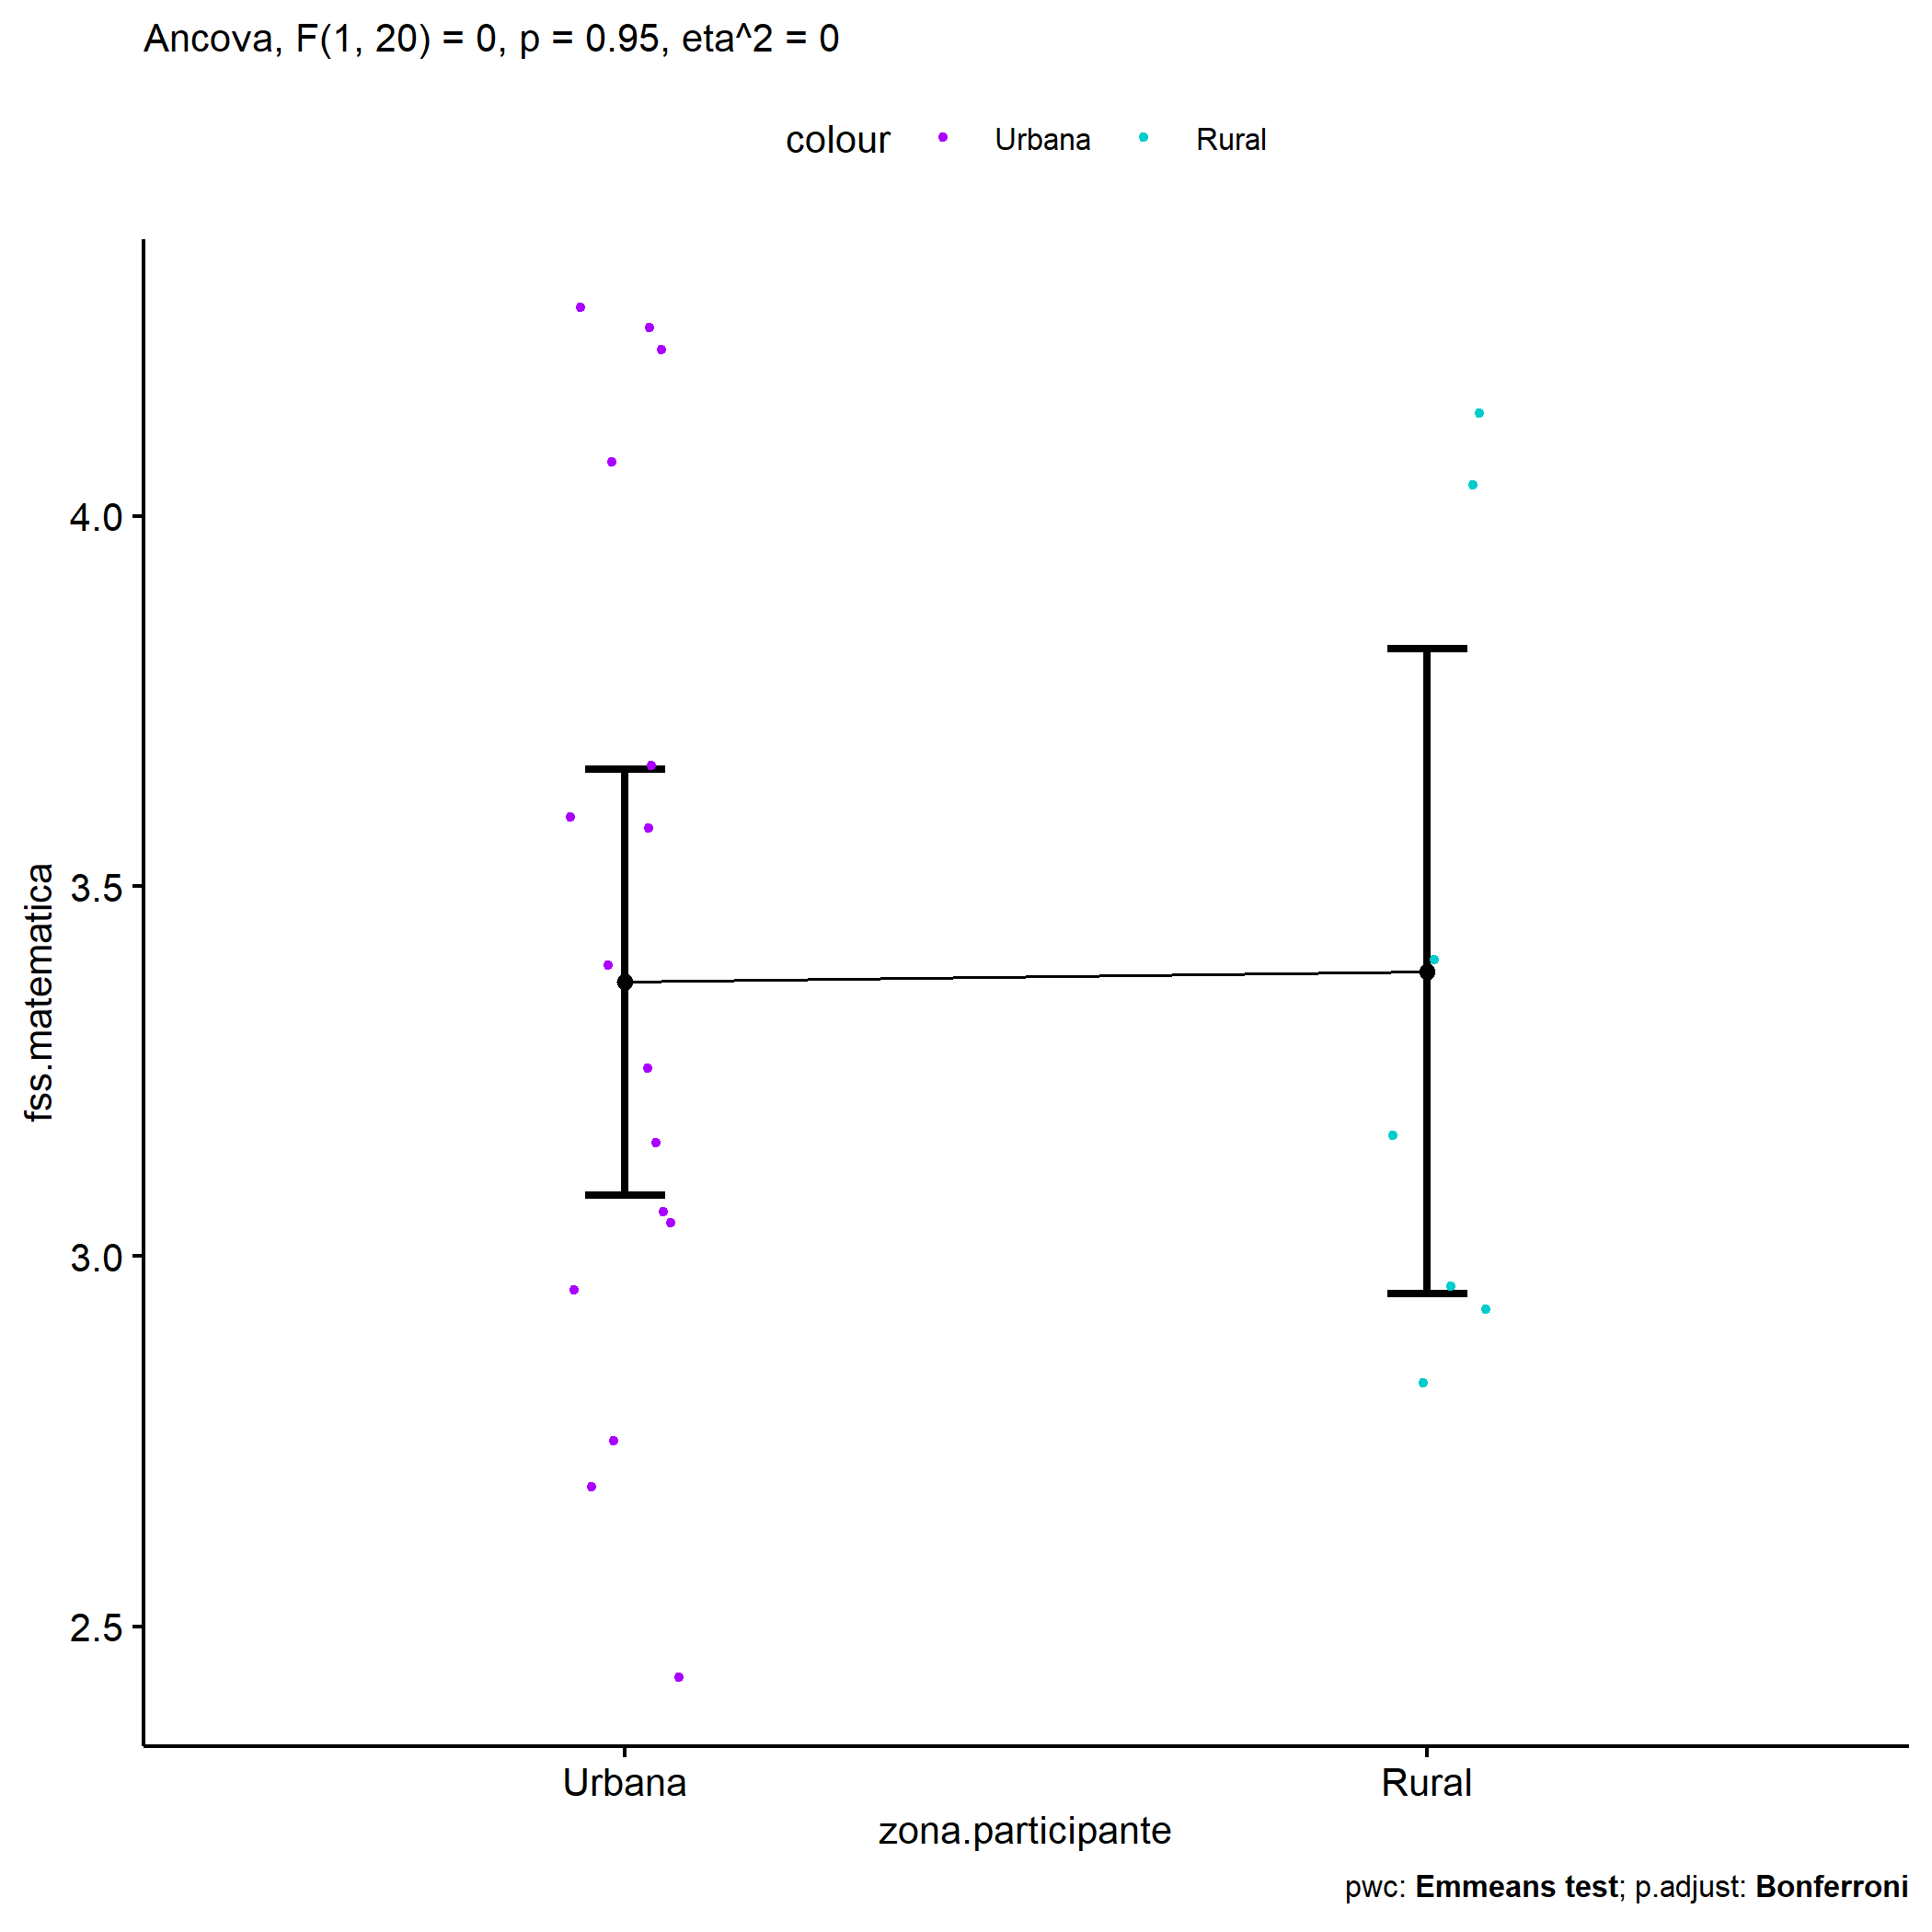 Ancova, F(1, 20) = 0, p = 0.95, eta^2 = 0
colour Urbana Rural
4.0
3.5
3.0
2.5
fss.matematica
Urbana Rural
zona.participante
pwc: Emmeans test; p.adjust: Bonferroni